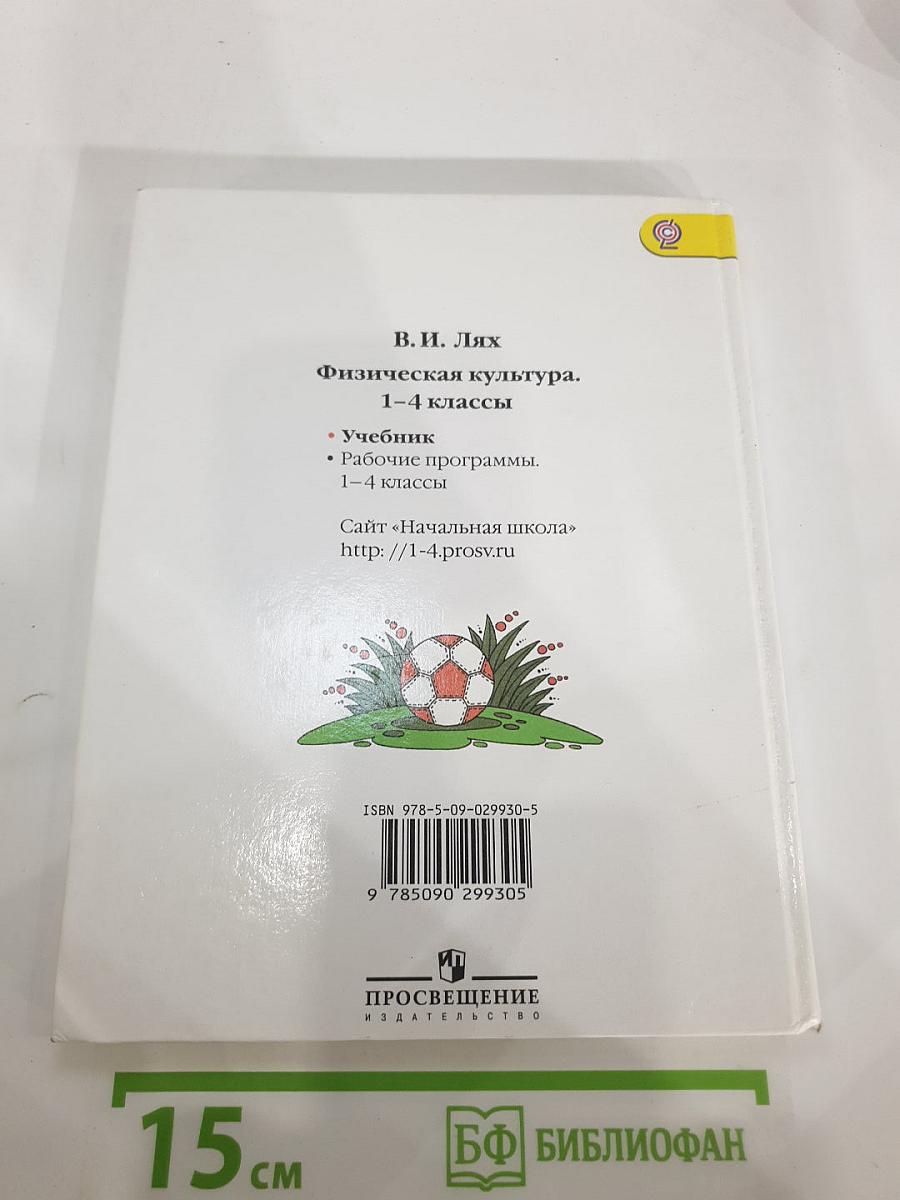 В. И. Лях
Физическая культура.
1–4 классы
• Учебник
• Рабочие программы.
1–4 классы
Сайт «Начальная школа»
http: //1-4.prosv.ru
ISBN 978-5-09-029930-5
9 785090 299305
ПРОСВЕЩЕНИЕ
ИЗДАТЕЛЬСТВО
15 см
БФ БИБЛИОФАН